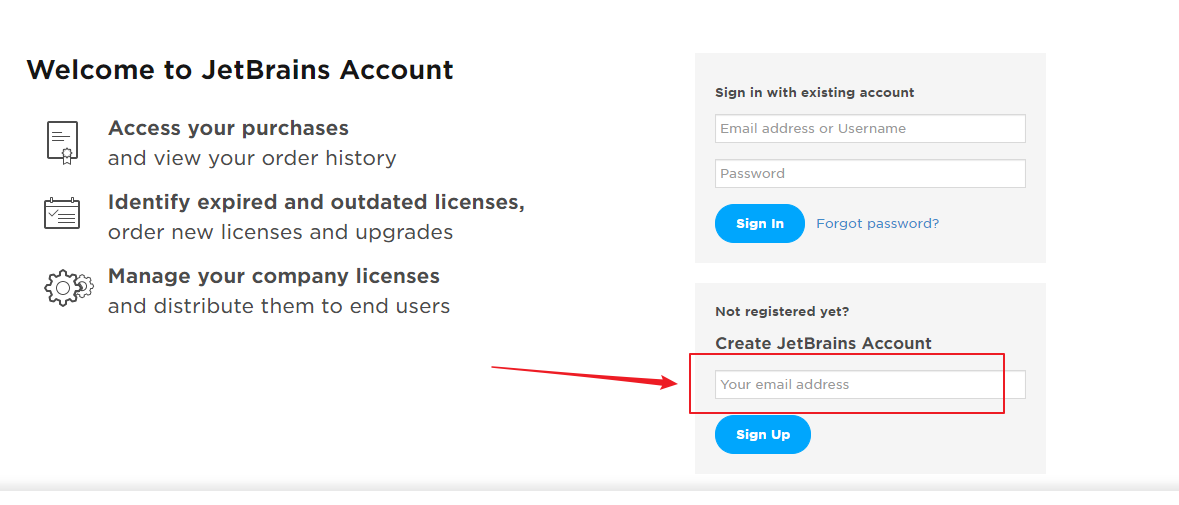 Welcome to JetBrains Account
Access your purchases
and view your order history
Identify expired and outdated licenses,
order new licenses and upgrades
Manage your company licenses
and distribute them to end users
Sign in with existing account
Email address or Username
Password
Sign In
Forgot password?
Not registered yet?
Create JetBrains Account
Your email address
Sign Up